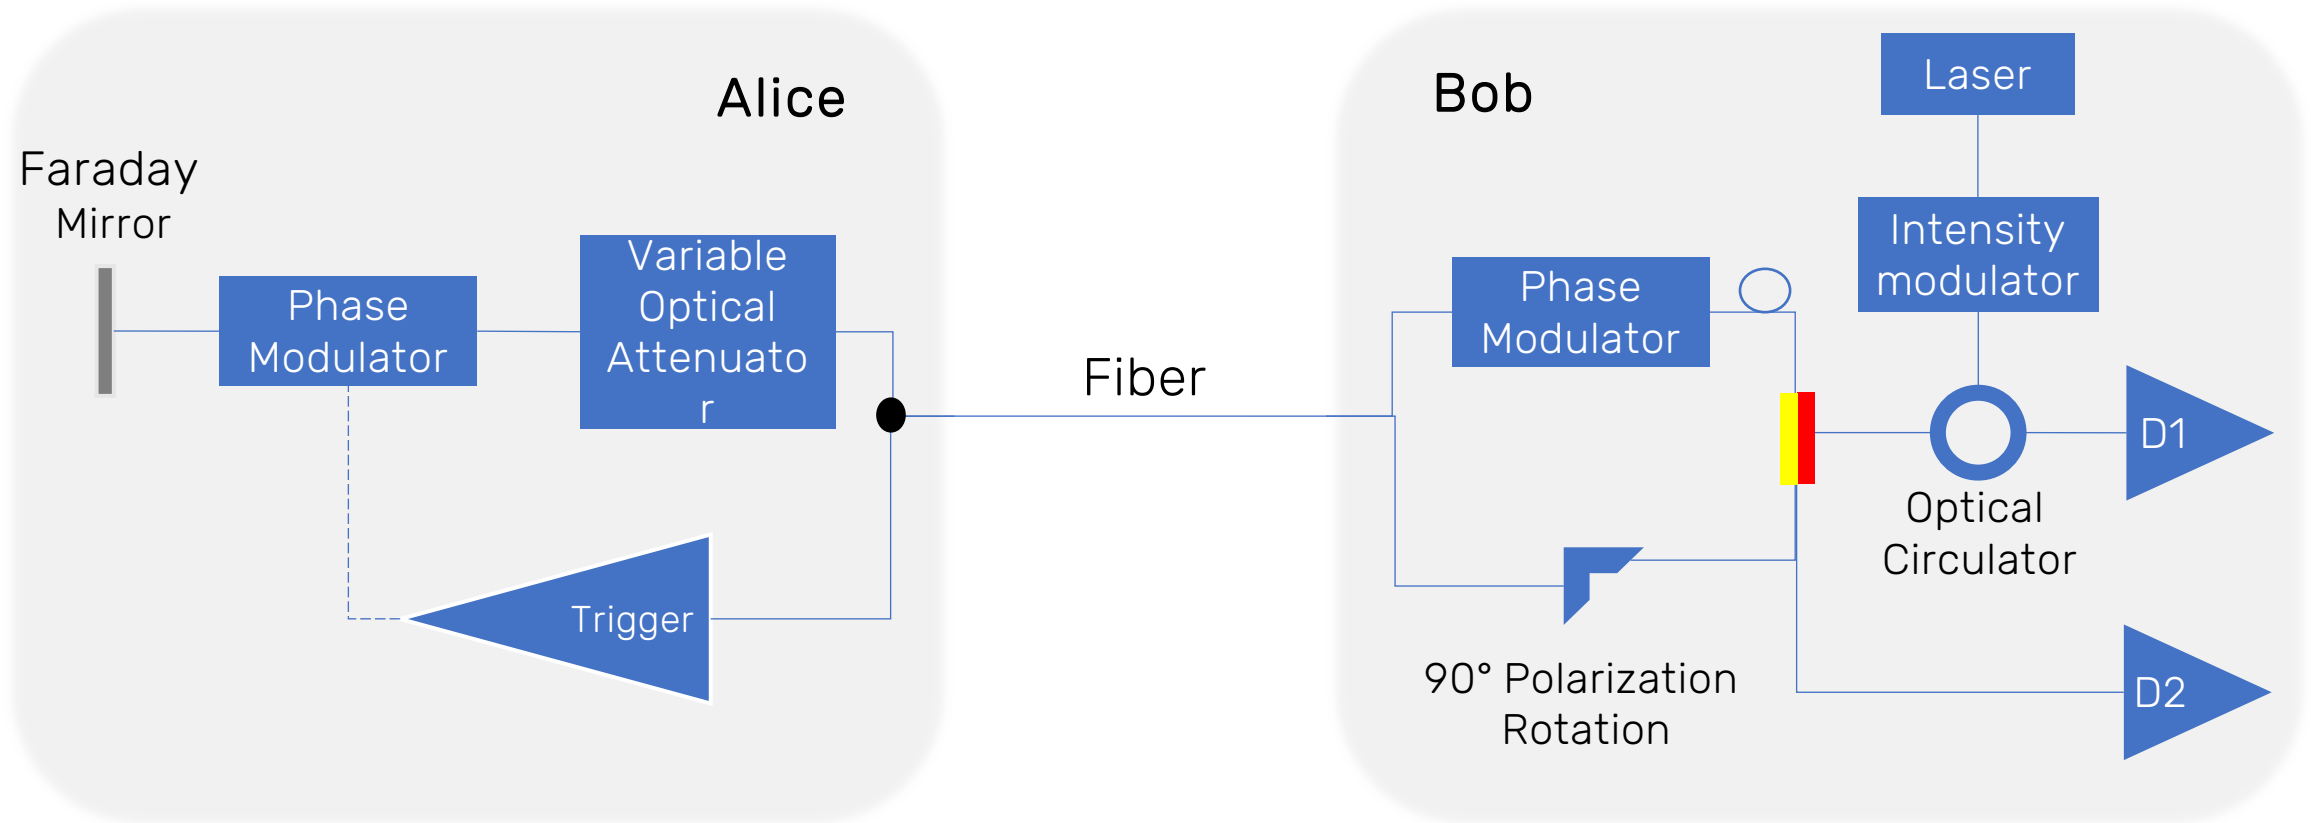 Alice
Faraday
Mirror
Phase
Modulator
Variable
Optical
Attenuato
r
Trigger
Fiber
Bob
Laser
Intensity
modulator
Phase
Modulator
D1
Optical
Circulator
90° Polarization
Rotation
D2